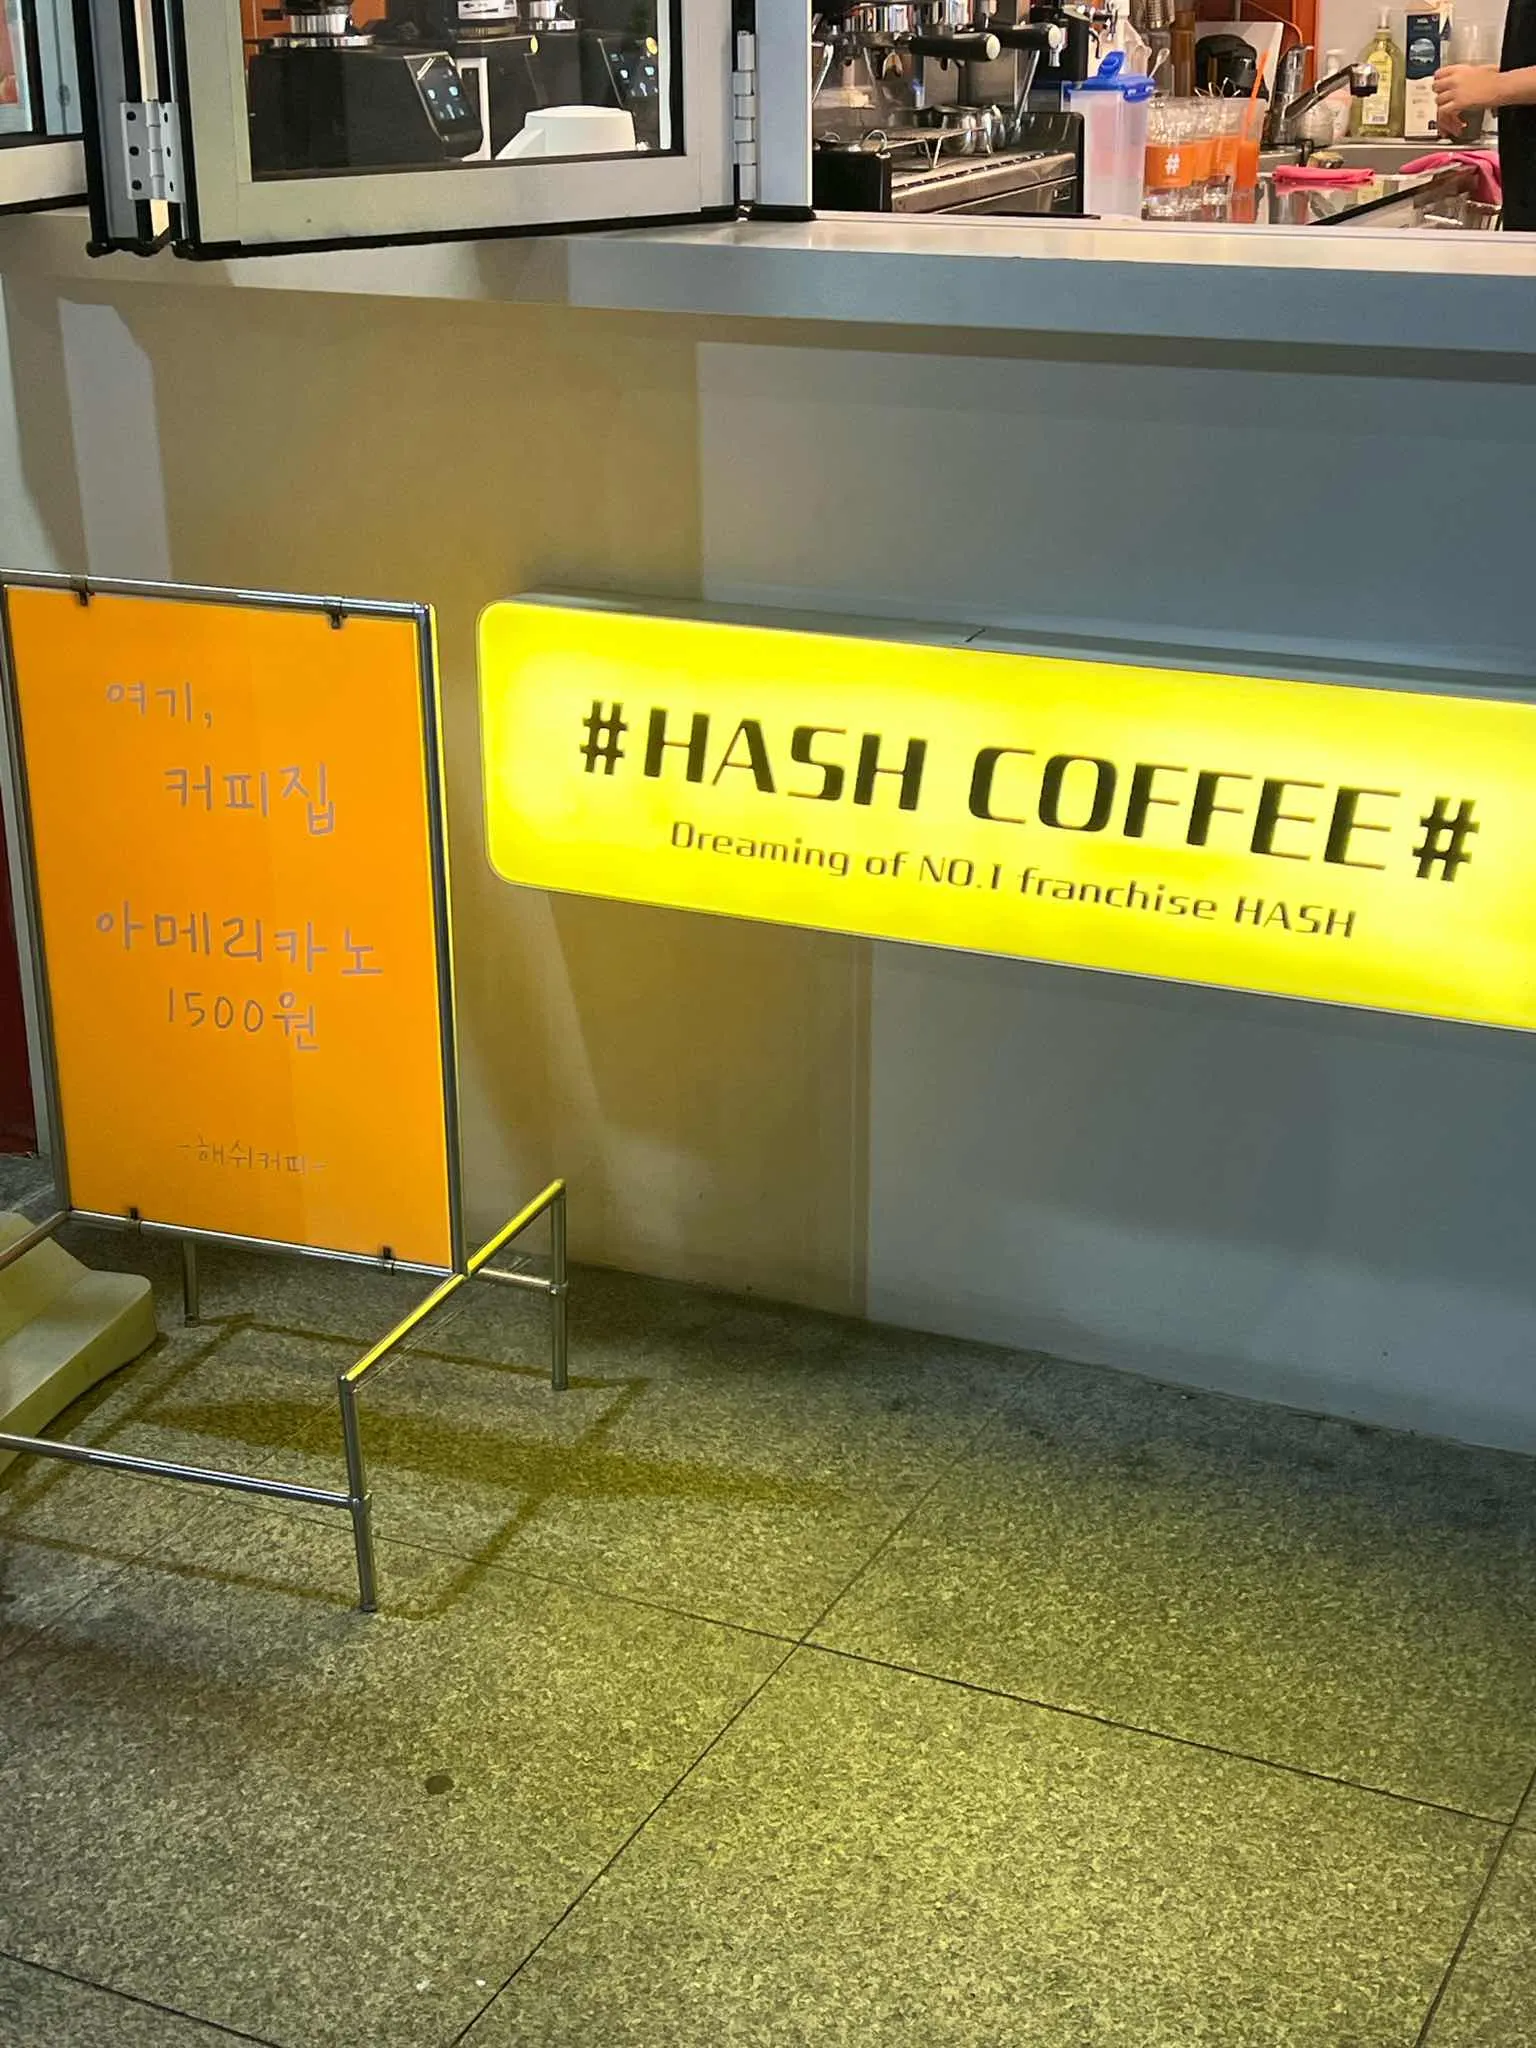 여기,
커피집
아메리카노
1500원
-해쉬커피-
#HASH COFFEE#
Dreaming of NO.1 franchise HASH
#